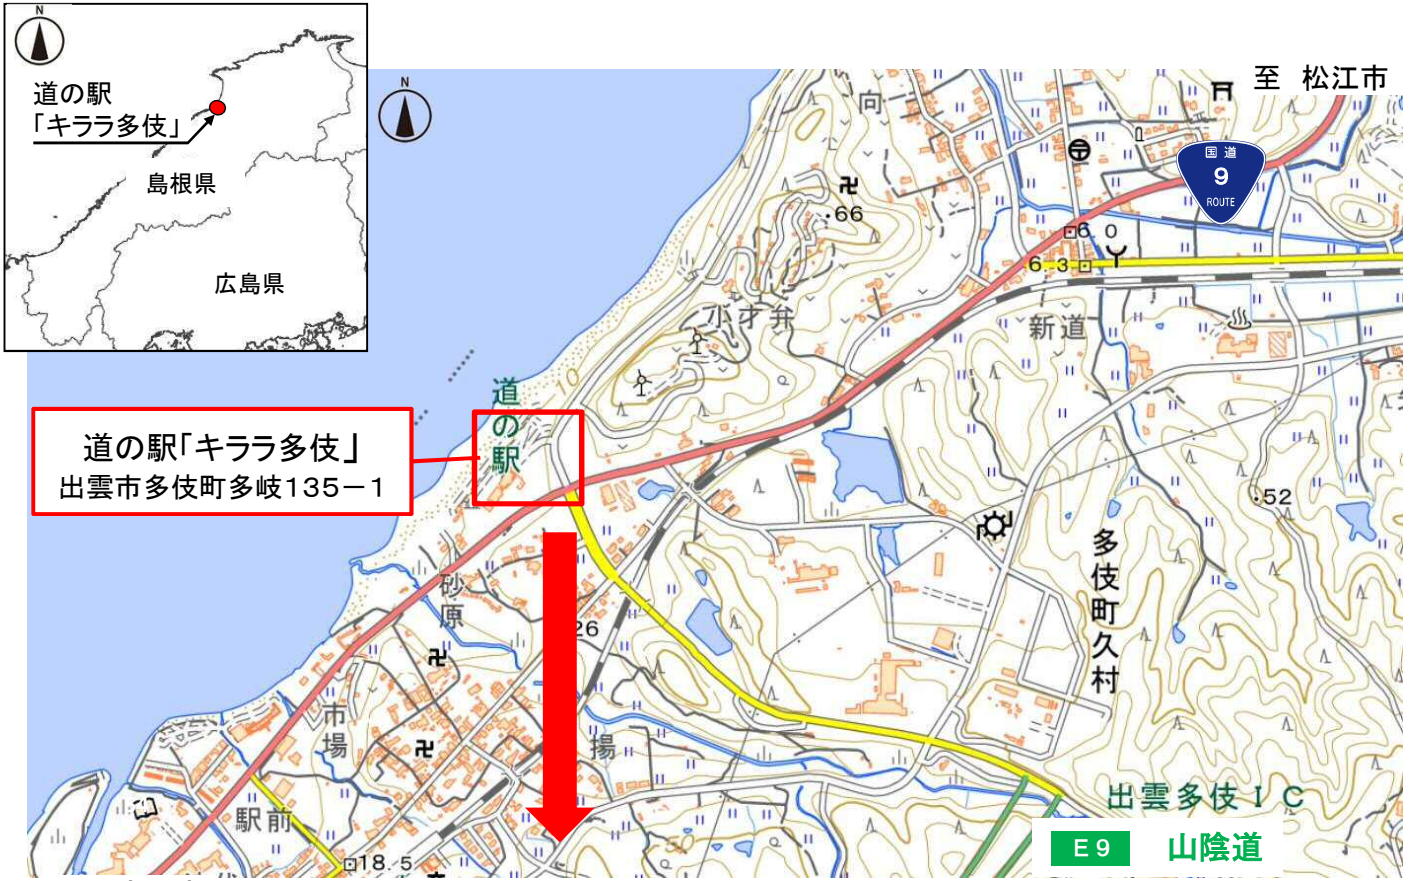 N
道の駅
「キララ多伎」
島根県
広島県
N
至 松江市
国道
9
ROUTE
向
66
6.0
6.3
小才弁
新道
10
道の駅
道の駅「キララ多伎」
出雲市多伎町多岐135－1
52
多伎町久村
砂原
26
市場
揚
駅前
18.5
出雲多伎IC
E9 山陰道